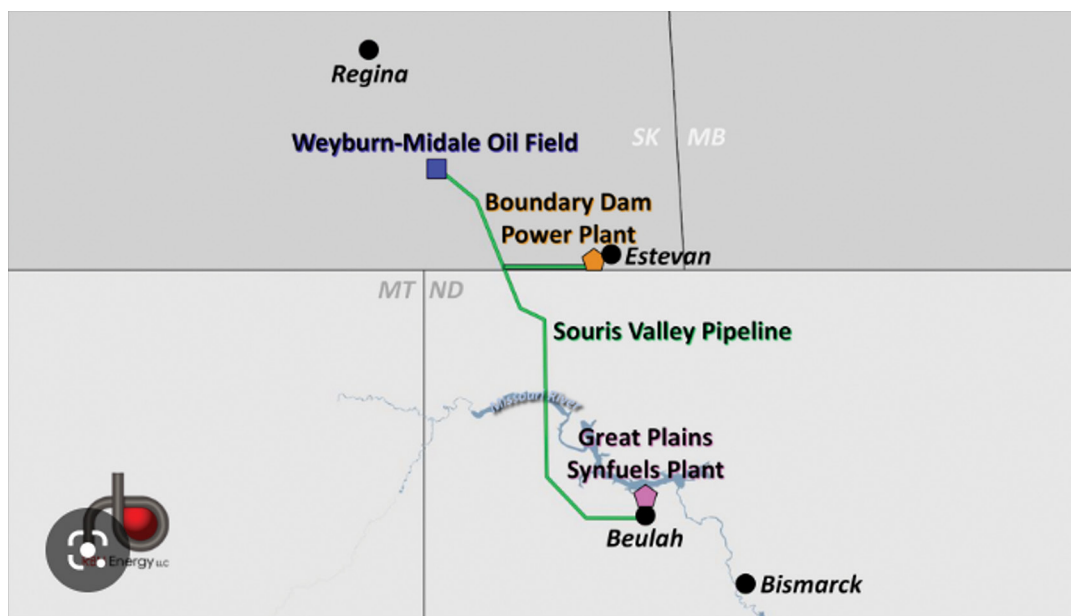 Regina
Weyburn-Midale Oil Field
SK MB
Boundary Dam
Power Plant
Estevan
MT ND
Souris Valley Pipeline
Missouri River
Great Plains
Synfuels Plant
Beulah
Energy LLC
Bismarck